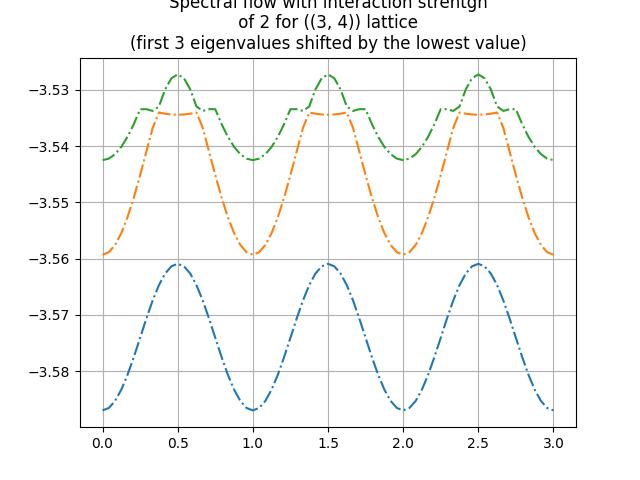 Spectral flow with interaction strentgh
of 2 for ((3, 4)) lattice
(first 3 eigenvalues shifted by the lowest value)
−3.53
−3.54
−3.55
−3.56
−3.57
−3.58
0.0 0.5 1.0 1.5 2.0 2.5 3.0